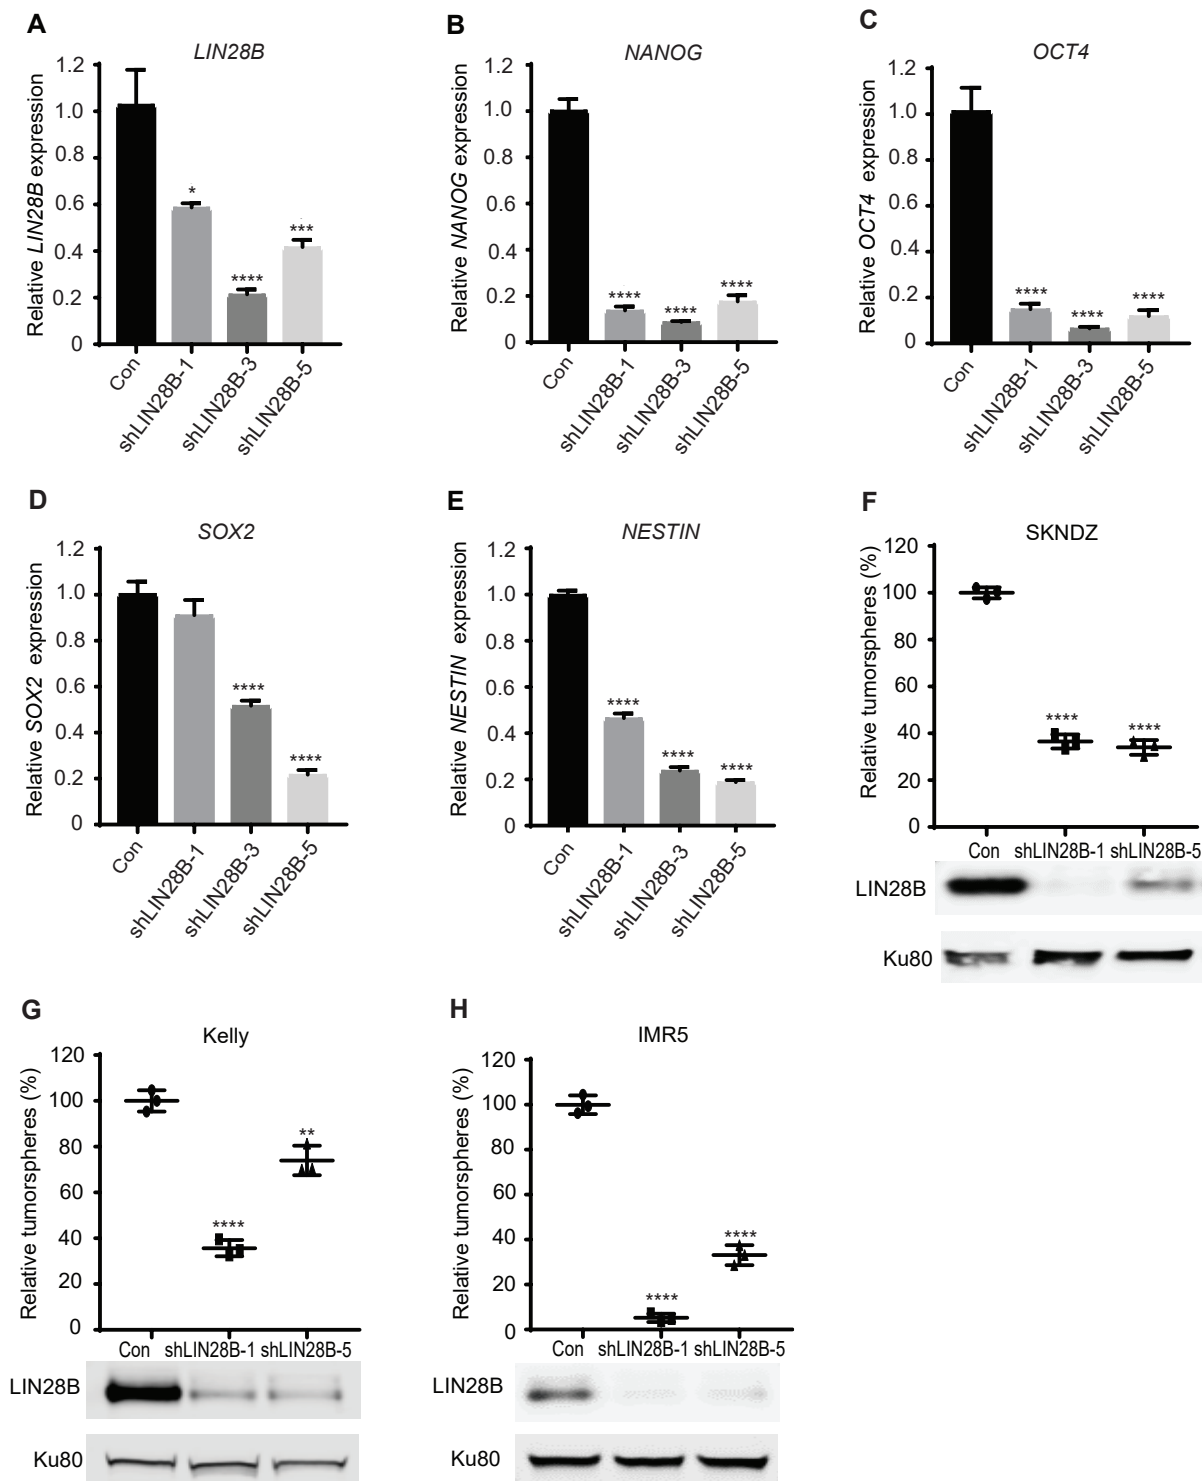 A
LIN28B
Relative LIN28B expression
1.2
1.0
0.8
0.6
0.4
0.2
0
*
****
***
Con
shLIN28B-1
shLIN28B-3
shLIN28B-5
B
NANOG
Relative NANOG expression
1.2
1.0
0.8
0.6
0.4
0.2
0
****
****
****
Con
shLIN28B-1
shLIN28B-3
shLIN28B-5
C
OCT4
Relative OCT4 expression
1.2
1.0
0.8
0.6
0.4
0.2
0
****
****
****
Con
shLIN28B-1
shLIN28B-3
shLIN28B-5
D
SOX2
Relative SOX2 expression
1.2
1.0
0.8
0.6
0.4
0.2
0
****
****
Con
shLIN28B-1
shLIN28B-3
shLIN28B-5
E
NESTIN
Relative NESTIN expression
1.2
1.0
0.8
0.6
0.4
0.2
0
****
****
****
Con
shLIN28B-1
shLIN28B-3
shLIN28B-5
F
SKNDZ
Relative tumorspheres (%)
120
100
80
60
40
20
0
****
****
Con shLIN28B-1 shLIN28B-5
LIN28B
Ku80
G
Kelly
Relative tumorspheres (%)
120
100
80
60
40
20
0
****
**
Con shLIN28B-1 shLIN28B-5
LIN28B
Ku80
H
IMR5
Relative tumorspheres (%)
120
100
80
60
40
20
0
****
****
Con shLIN28B-1 shLIN28B-5
LIN28B
Ku80